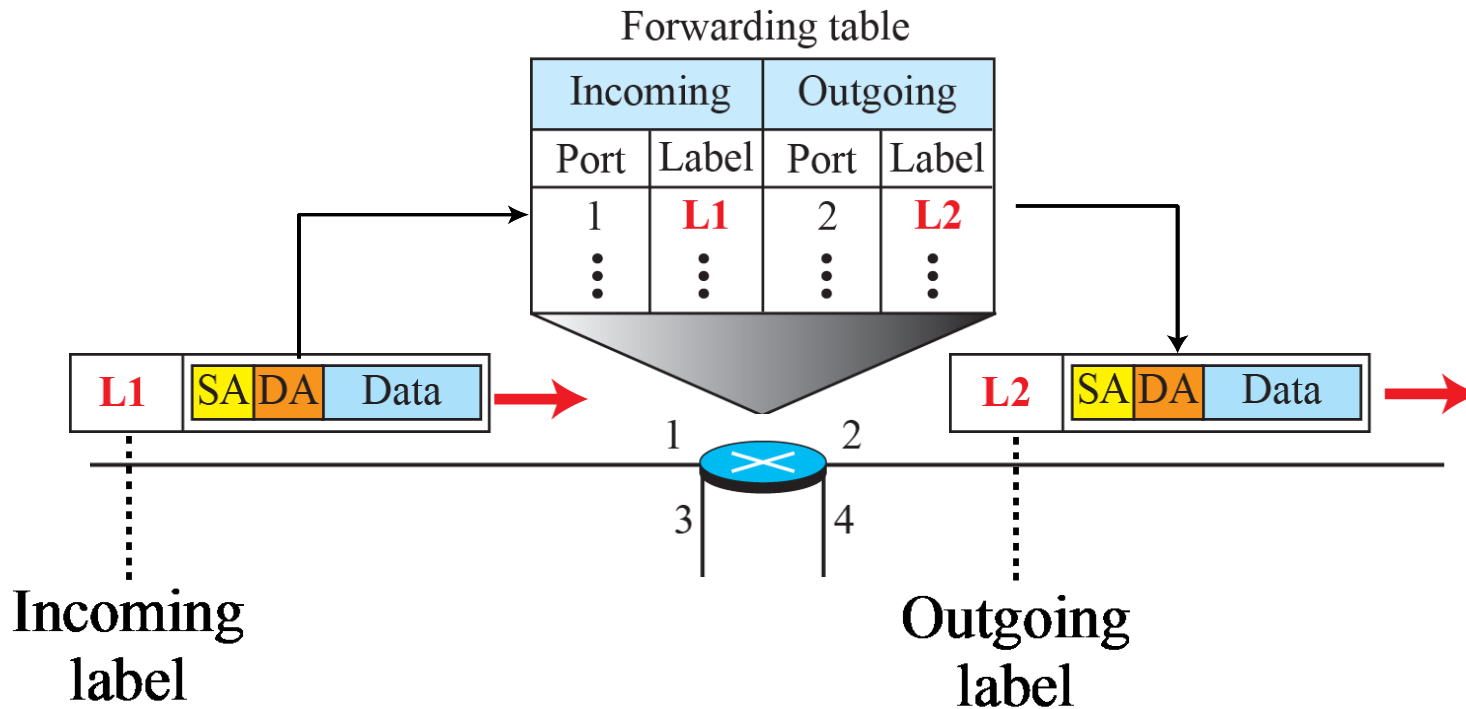 Forwarding table
Incoming Outgoing
Port Label Port Label
1 L1 2 L2
L1 SA DA Data
L2 SA DA Data
1 2
3 4
Incoming
label
Outgoing
label